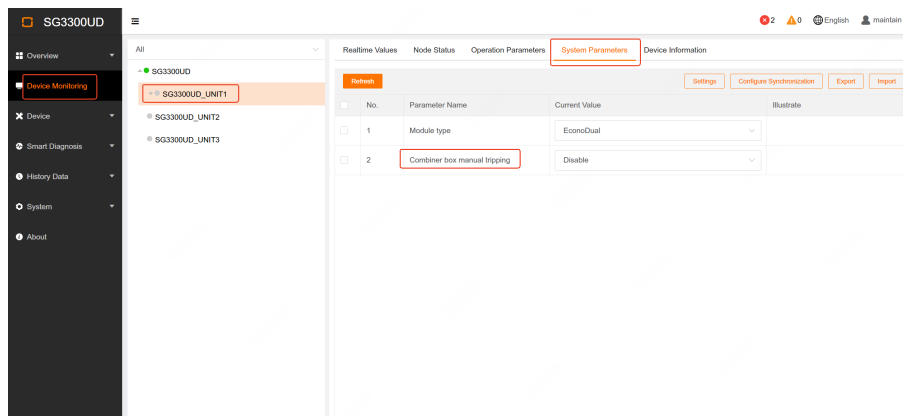 SG3300UD
2
0
English
maintain
Overview
Device Monitoring
Device
Smart Diagnosis
History Data
System
About
All
SG3300UD
SG3300UD_UNIT1
SG3300UD_UNIT2
SG3300UD_UNIT3
Realtime Values Node Status Operation Parameters System Parameters Device Information
Refresh Settings Configure Synchronization Export Import
No. Parameter Name Current Value Illustrate
1 Module type EconoDual
2 Combiner box manual tripping Disable